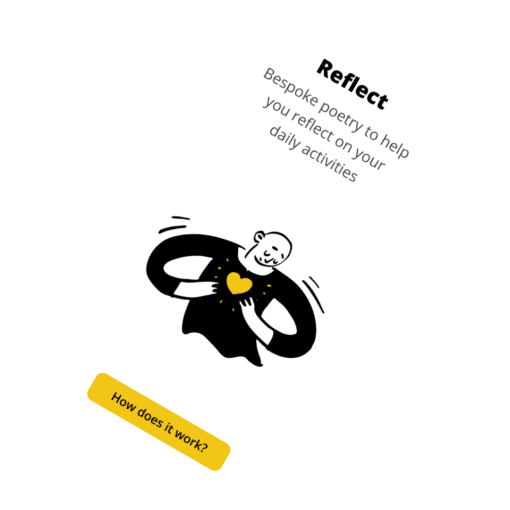 Reflect
Bespoke poetry to help
you reflect on your
daily activities
How does it work?